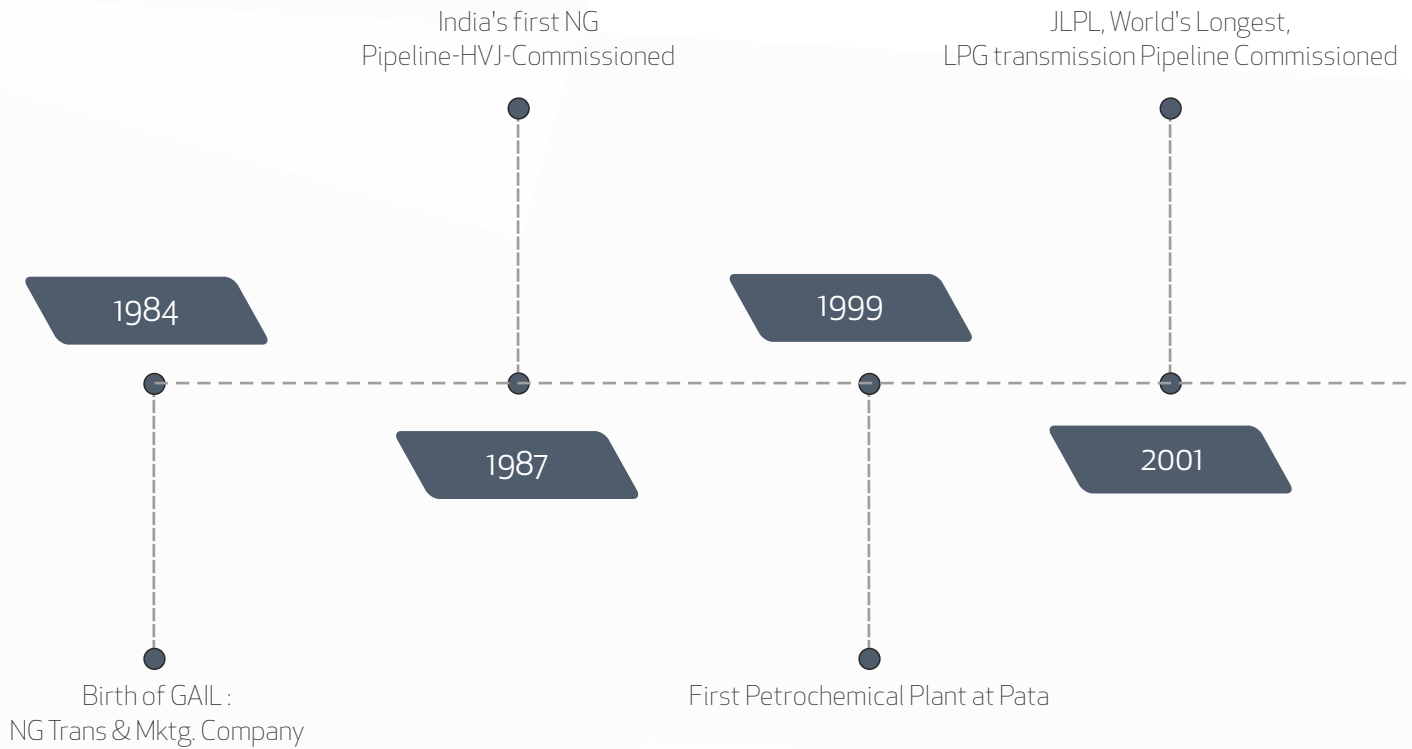 India's first NG
Pipeline-HVJ-Commissioned
JLPL, World's Longest,
LPG transmission Pipeline Commissioned
1984
1999
1987
2001
Birth of GAIL :
NG Trans & Mktg. Company
First Petrochemical Plant at Pata